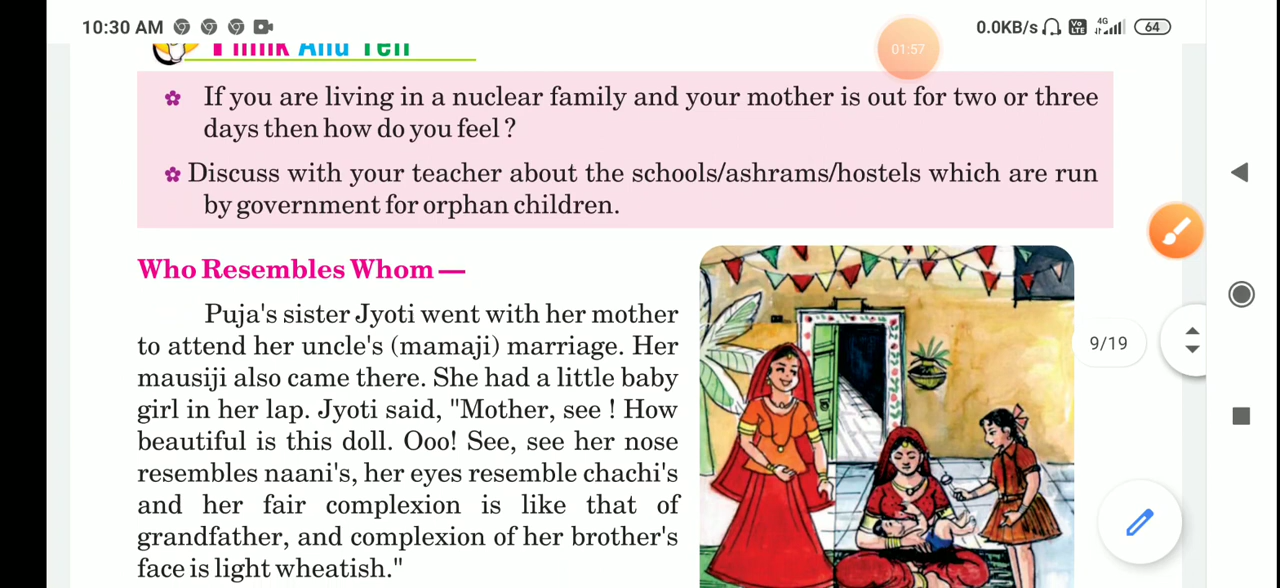 10:30 AM
0.0KB/s
Vo LTE
4G
64
01:57
Think And Tell
If you are living in a nuclear family and your mother is out for two or three
days then how do you feel ?
Discuss with your teacher about the schools/ashrams/hostels which are run
by government for orphan children.
Who Resembles Whom —
Puja's sister Jyoti went with her mother
to attend her uncle's (mamaji) marriage. Her
mausiji also came there. She had a little baby
girl in her lap. Jyoti said, "Mother, see ! How
beautiful is this doll. Ooo! See, see her nose
resembles naani's, her eyes resemble chachi's
and her fair complexion is like that of
grandfather, and complexion of her brother's
face is light wheatish."
9/19